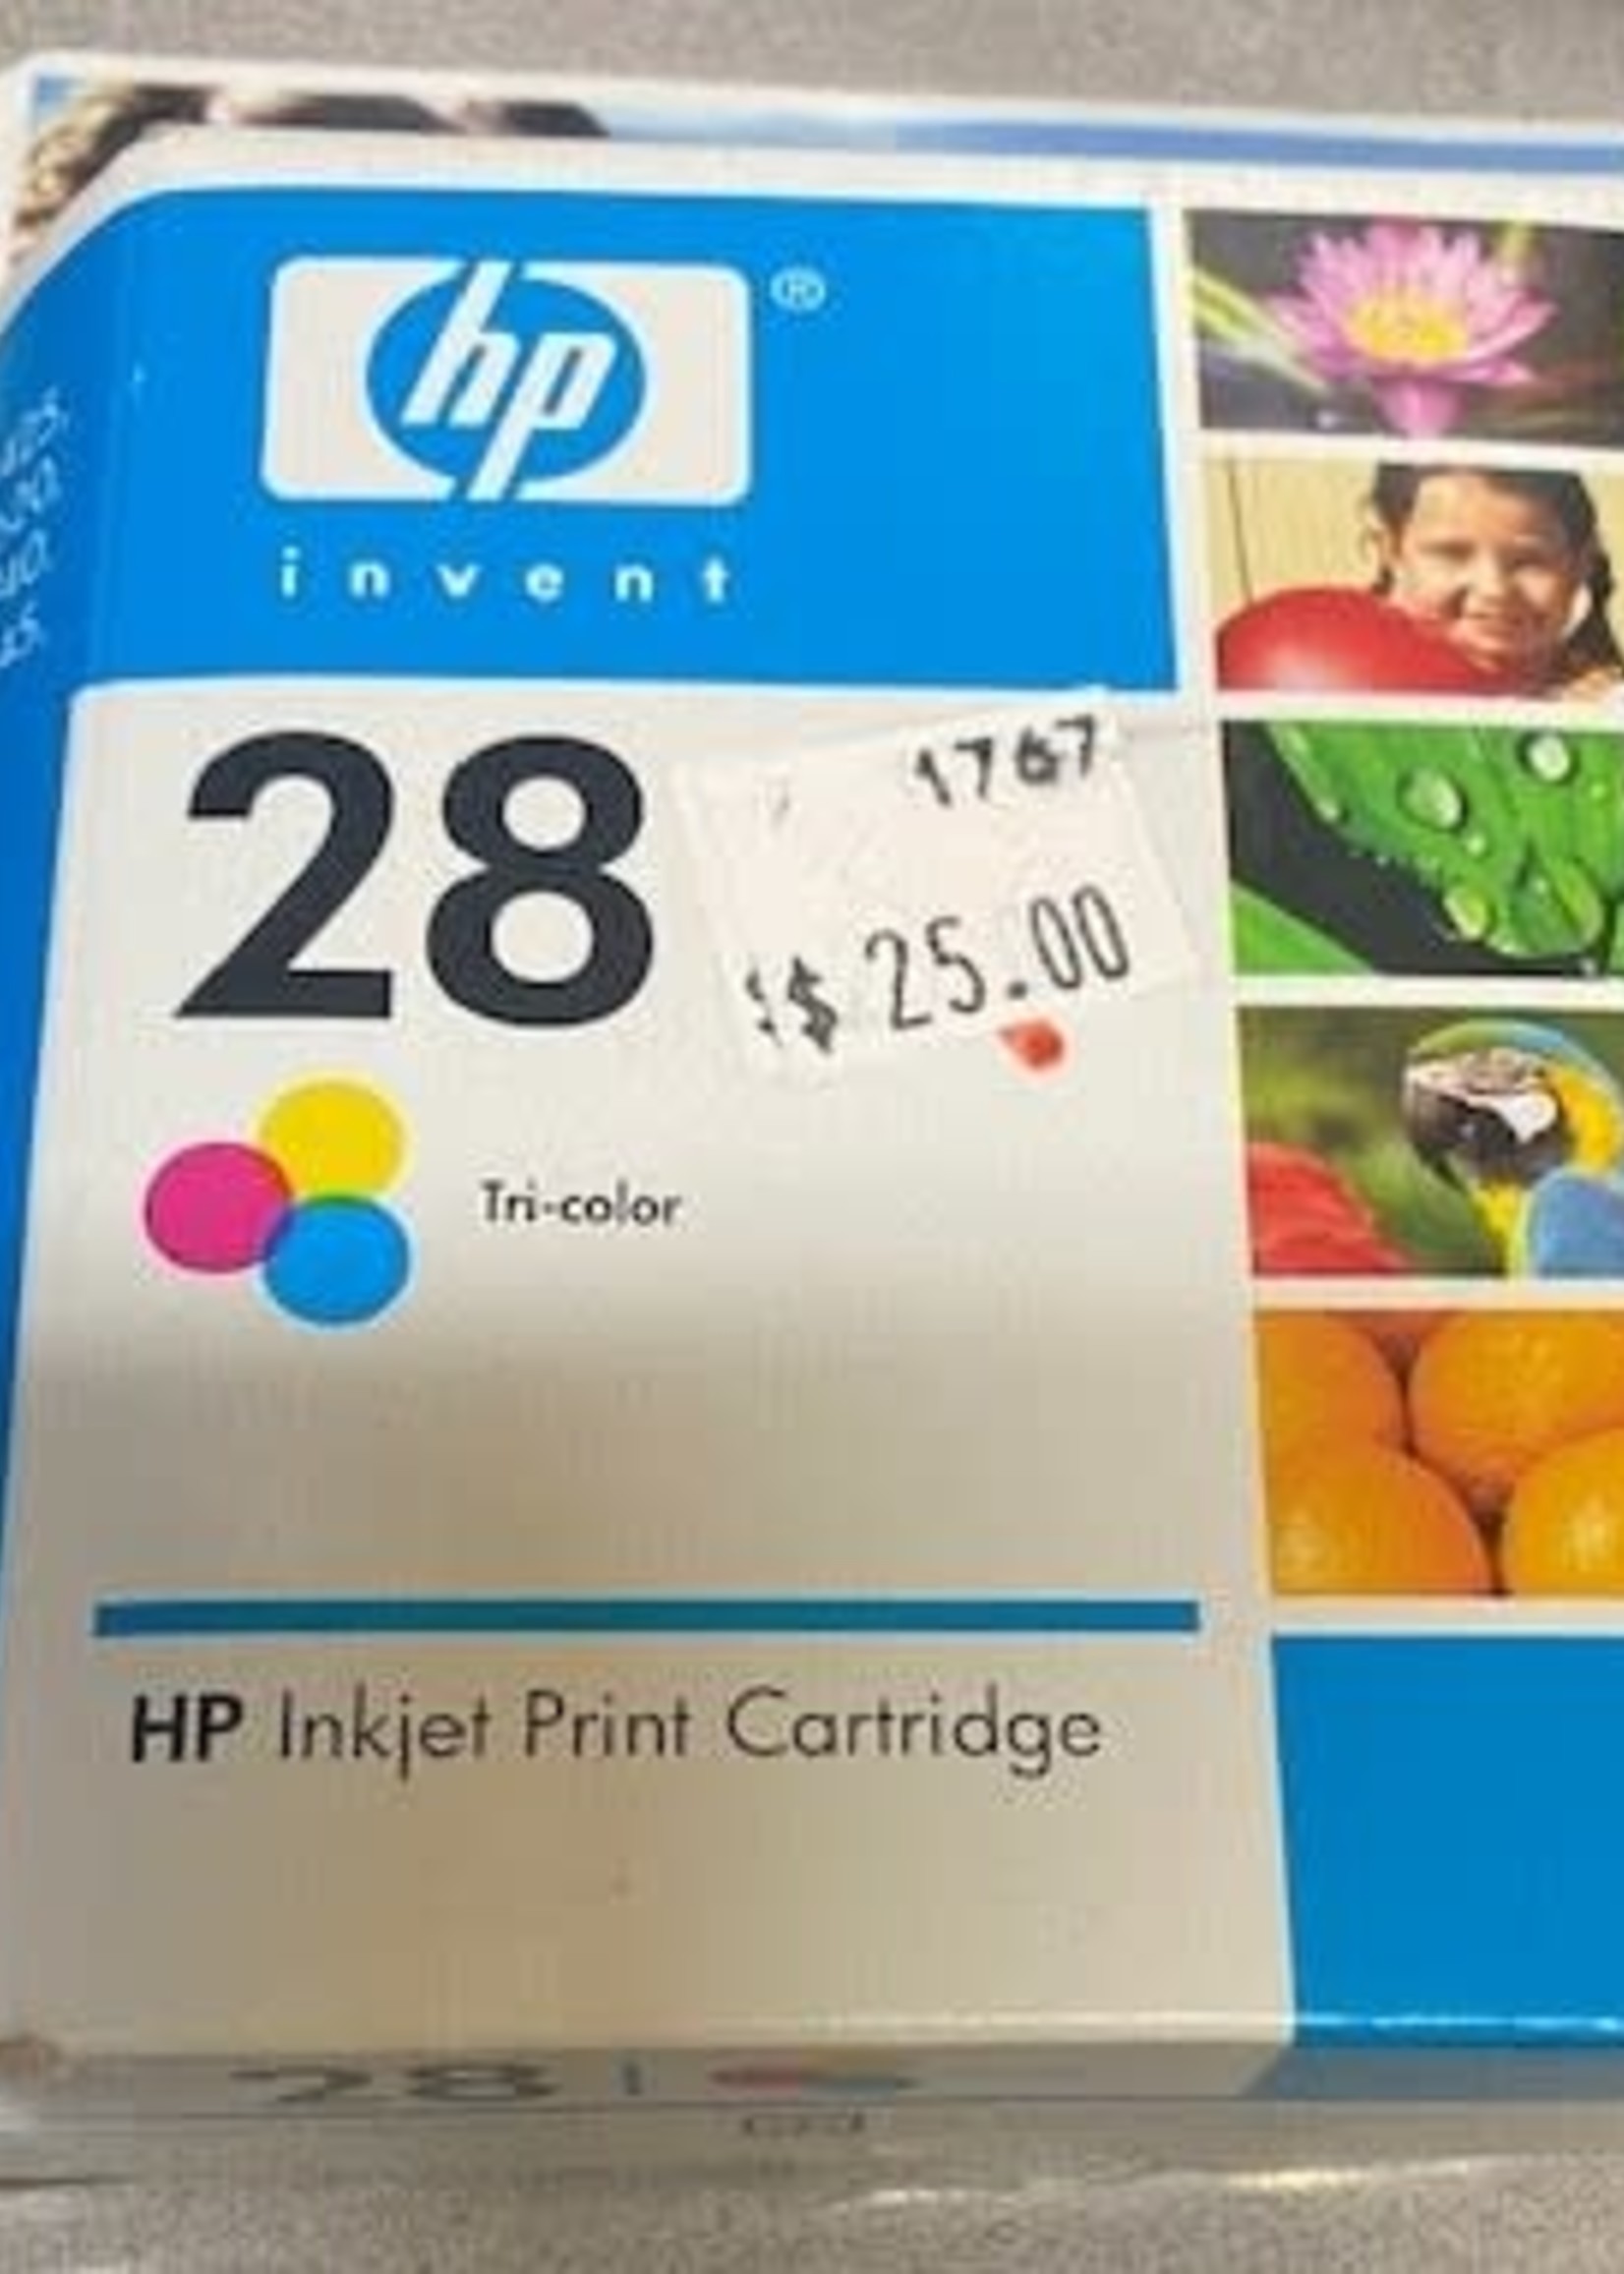 hp®
invent
28
1767
$25.00
Tri-color
HP Inkjet Print Cartridge
28